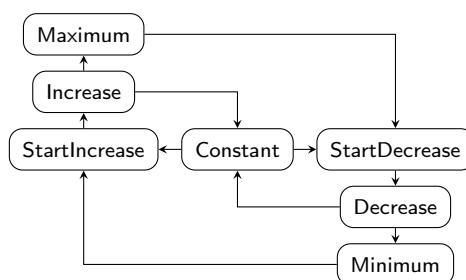 Maximum
Increase
StartIncrease Constant StartDecrease
Decrease
Minimum